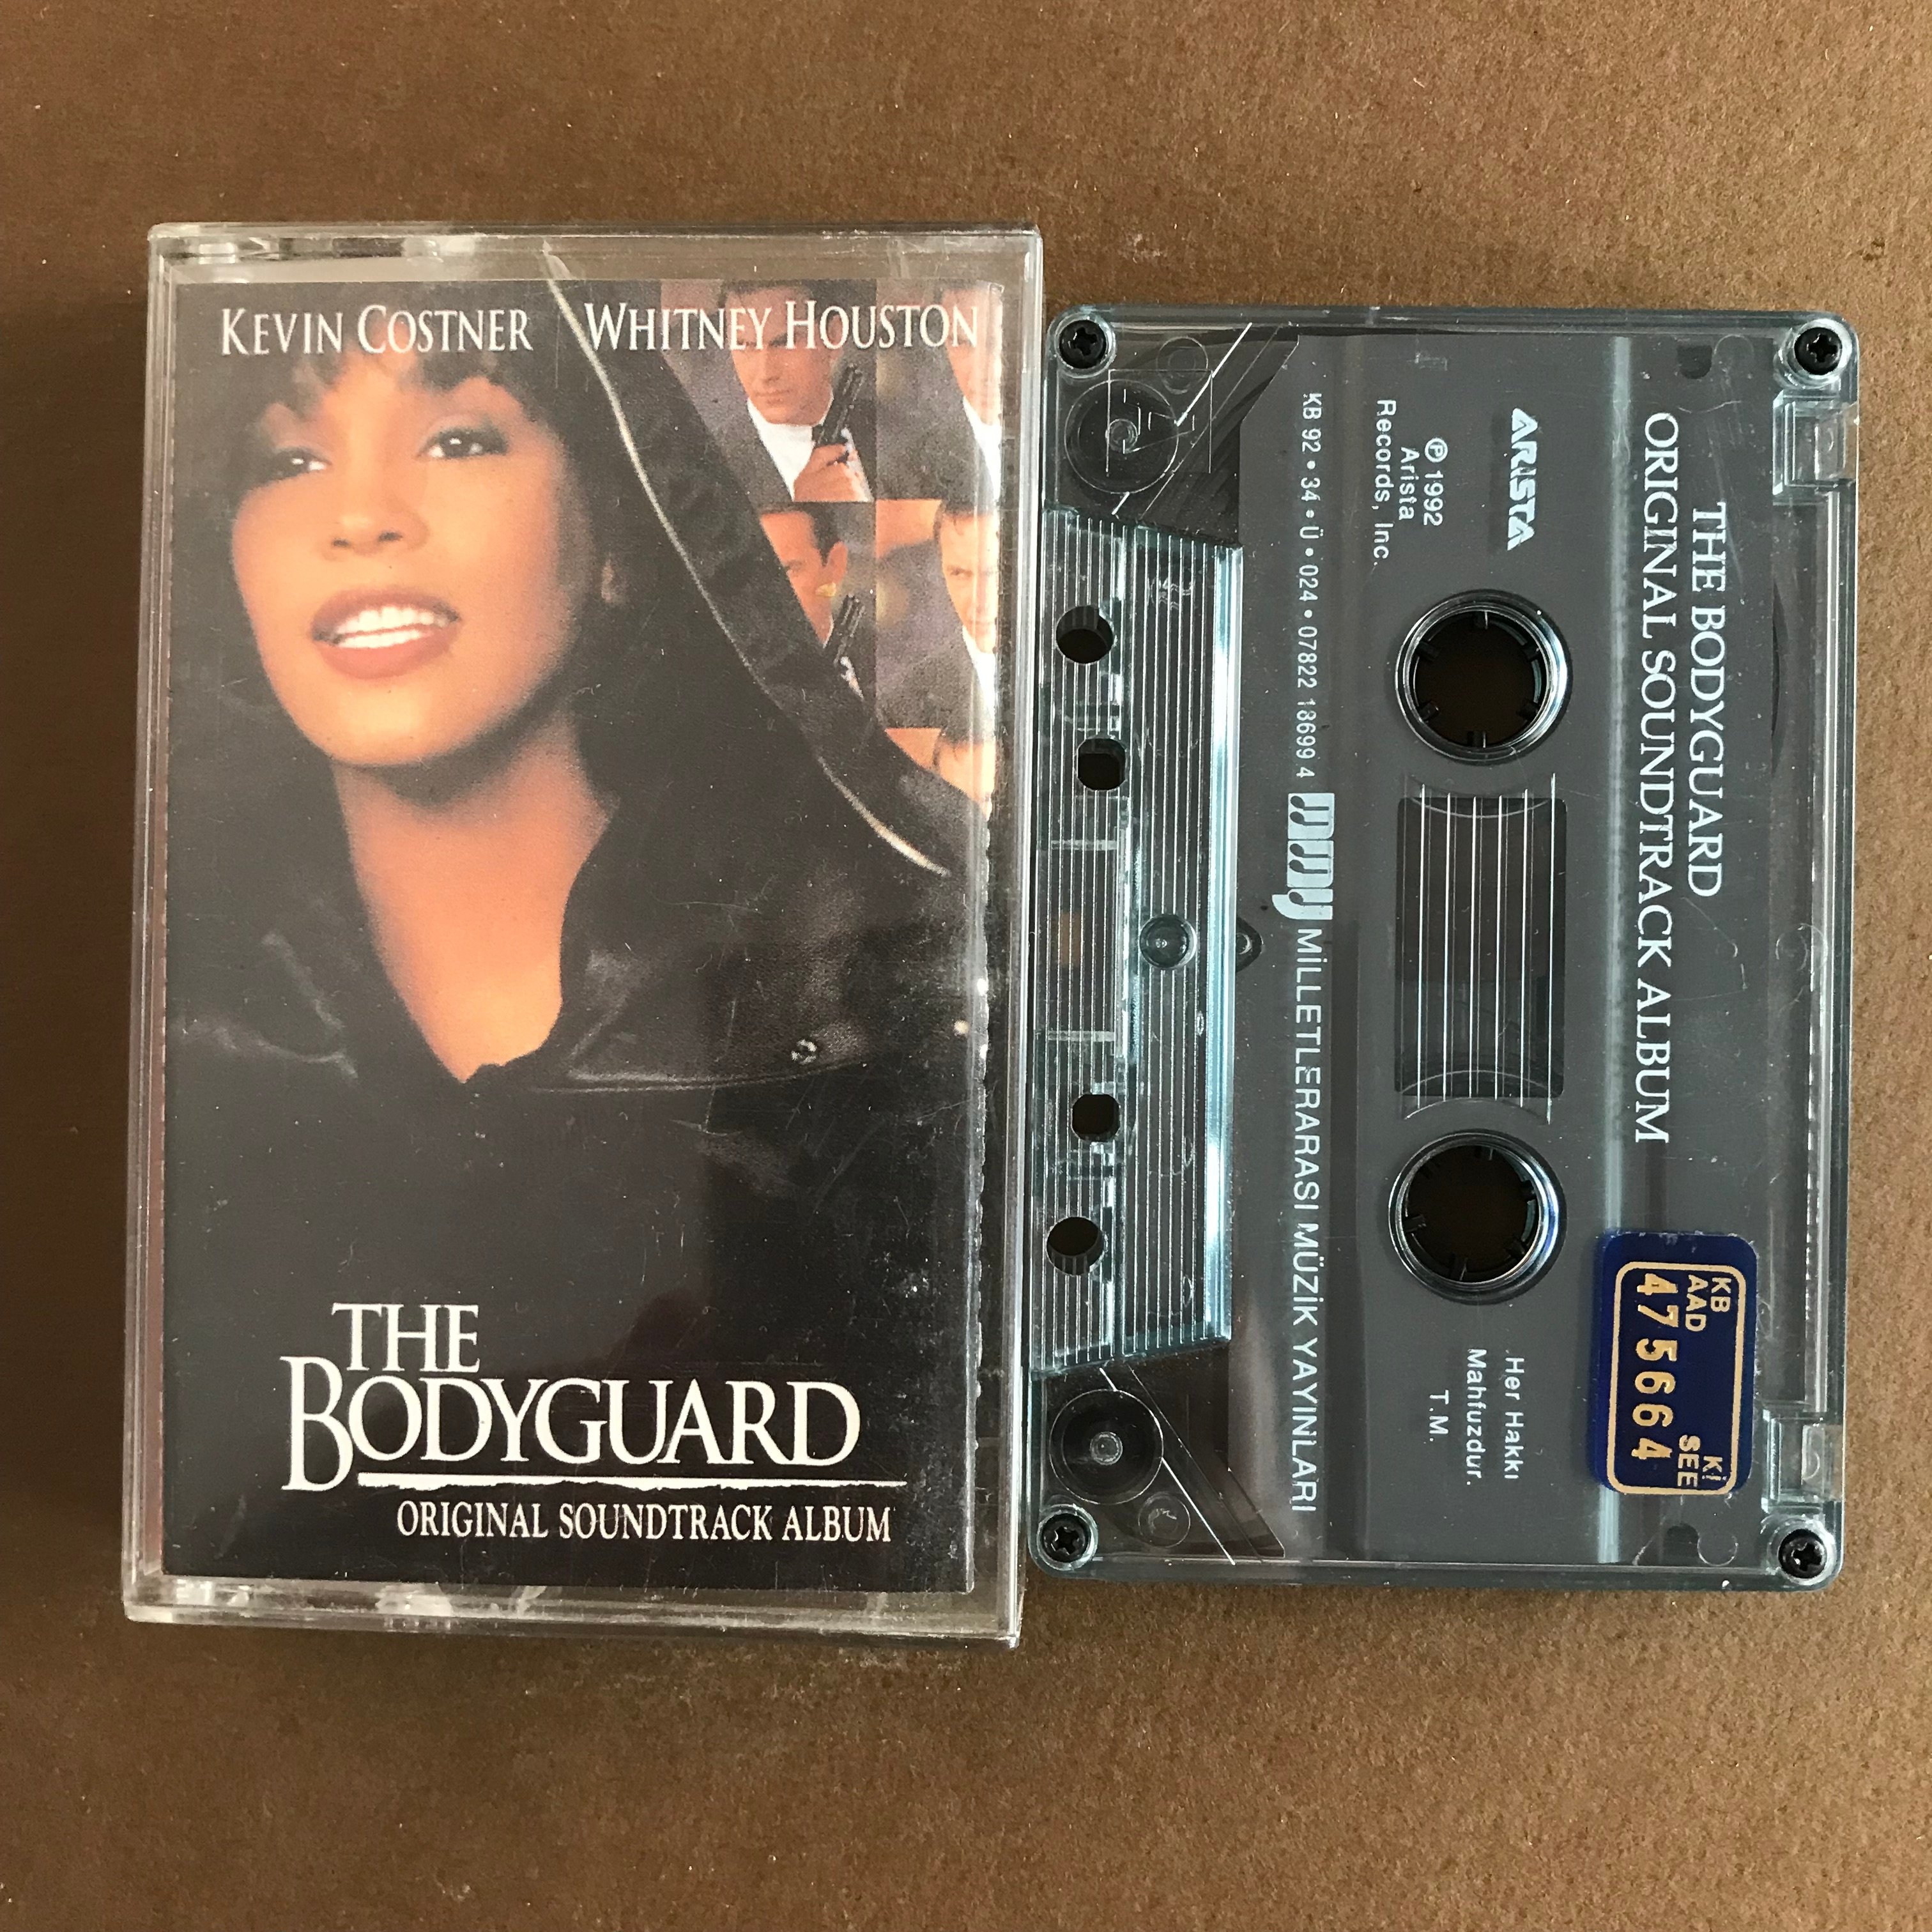 KEVIN COSTNER WHITNEY HOUSTON
THE
BODYGUARD
ORIGINAL SOUNDTRACK ALBUM
THE BODYGUARD
ORIGINAL SOUNDTRACK ALBUM
ARISTA
℗ 1992
Arista
Records, Inc.
KB 92 • 34 • Ü • 024 • 07822 18699 4 MİLLETLERARASI MÜZİK YAYINLARI
Her Hakkı
Mahfuzdur.
T.M.
KB Kİ
AAD SEE
475664